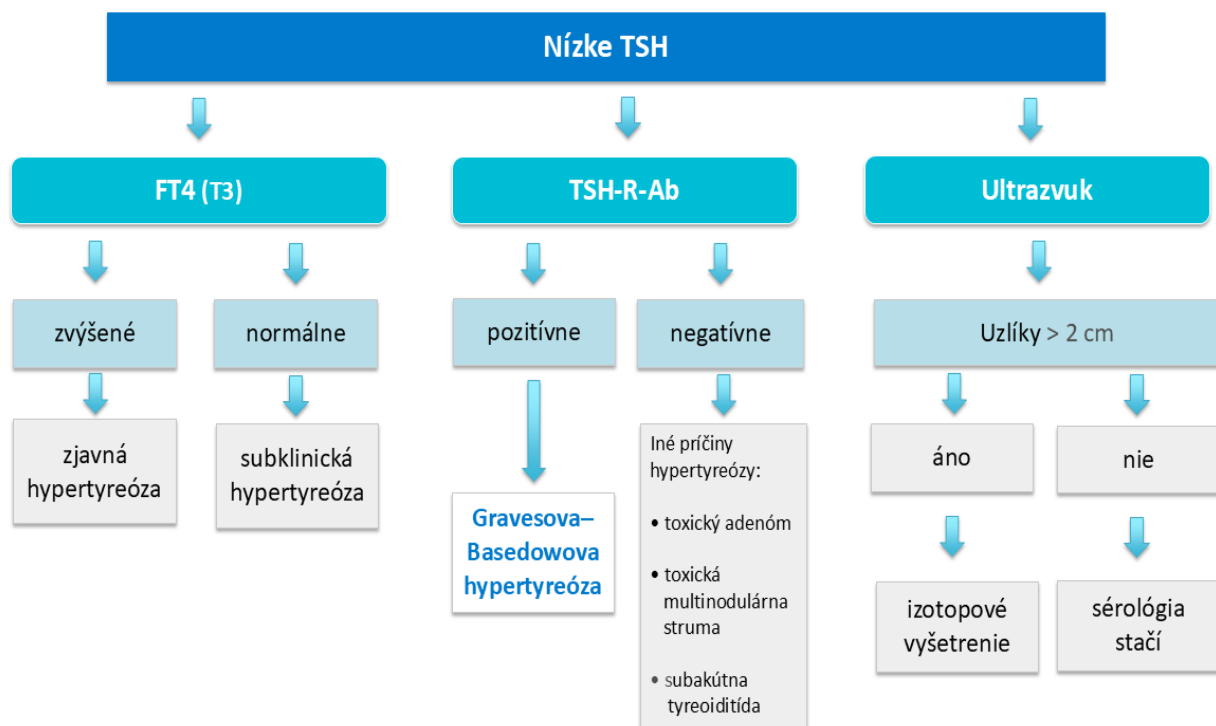 Nízke TSH
FT4 (T3)
TSH-R-Ab
Ultrazvuk
zvýšené
normálne
pozitívne
negatívne
Uzlíky > 2 cm
zjavná
hypertyreóza
subklinická
hypertyreóza
Gravesova–
Basedowova
hypertyreóza
Iné príčiny
hypertyreózy:
• toxický adenóm
• toxická
multinodulárna
struma
• subakútna
tyreoiditída
áno
nie
izotopové
vyšetrenie
sérológia
stačí